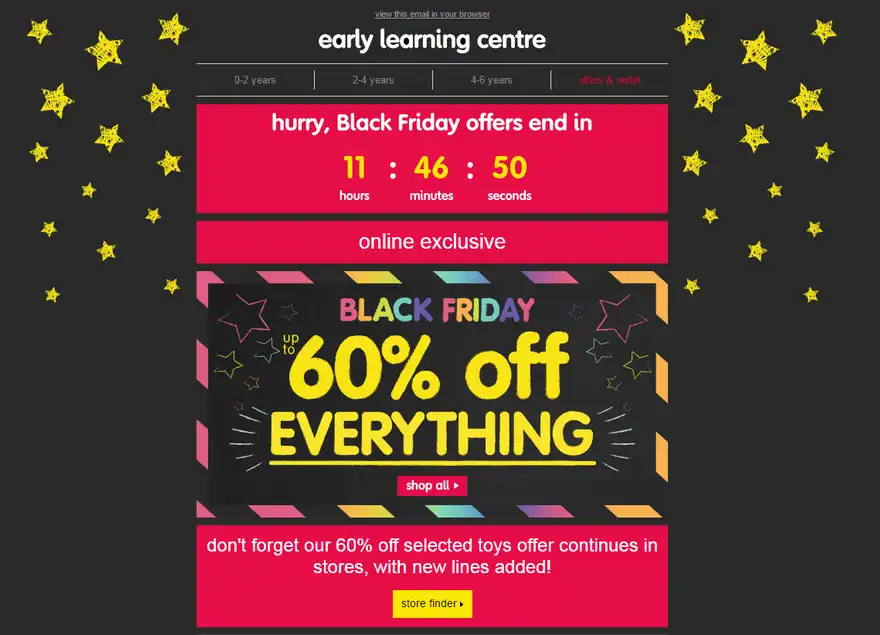 view this email in your browser
early learning centre
0-2 years
2-4 years
4-6 years
offers & outlet
hurry, Black Friday offers end in
11 : 46 : 50
hours minutes seconds
online exclusive
BLACK FRIDAY
up to 60% off
EVERYTHING
shop all
don't forget our 60% off selected toys offer continues in
stores, with new lines added!
store finder